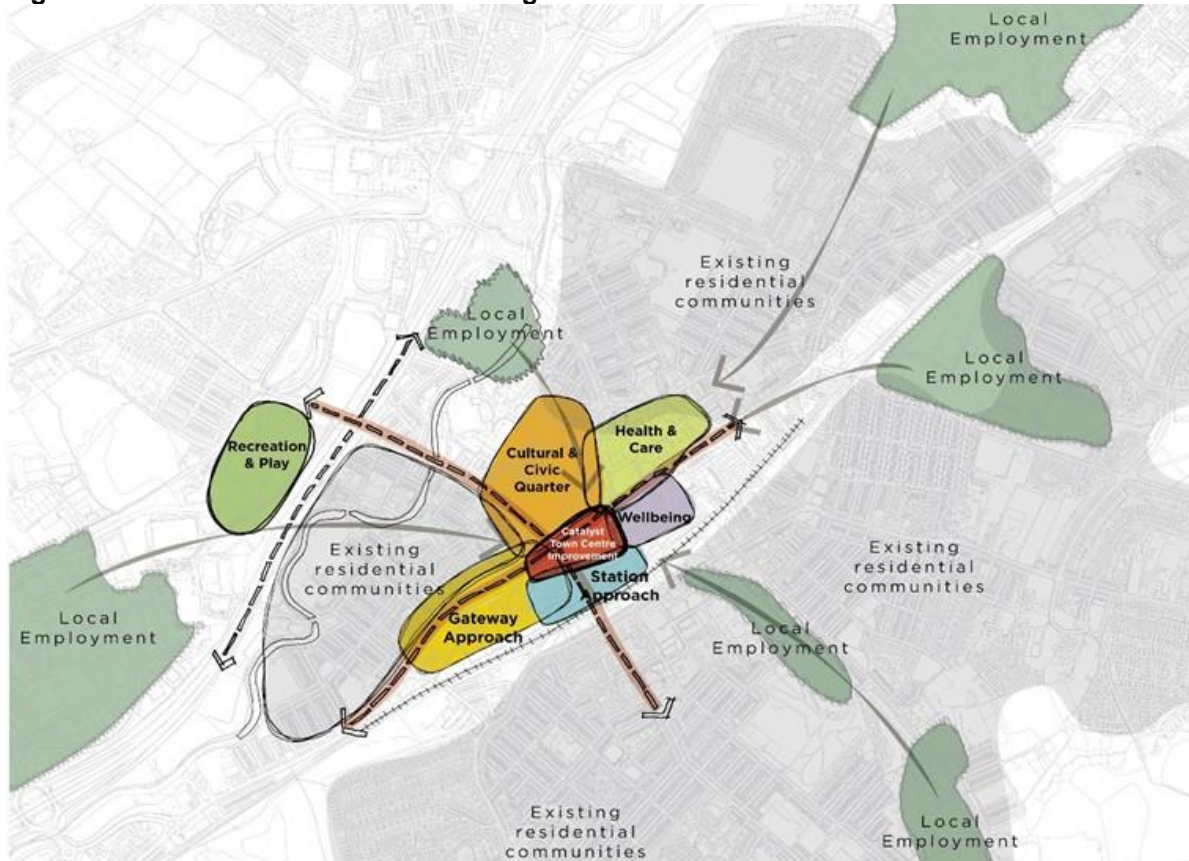 Local
Employment
Existing
residential
communities
Local
Employment
Local
Employment
Health &
Care
Recreation
& Play
Cultural &
Civic
Quarter
Wellbeing
Catalyst
Town Centre
Improvement
Existing
residential
communities
Existing
residential
communities
Station
Approach
Gateway
Approach
Local
Employment
Local
Employment
Existing
residential
communities
Local
Employment